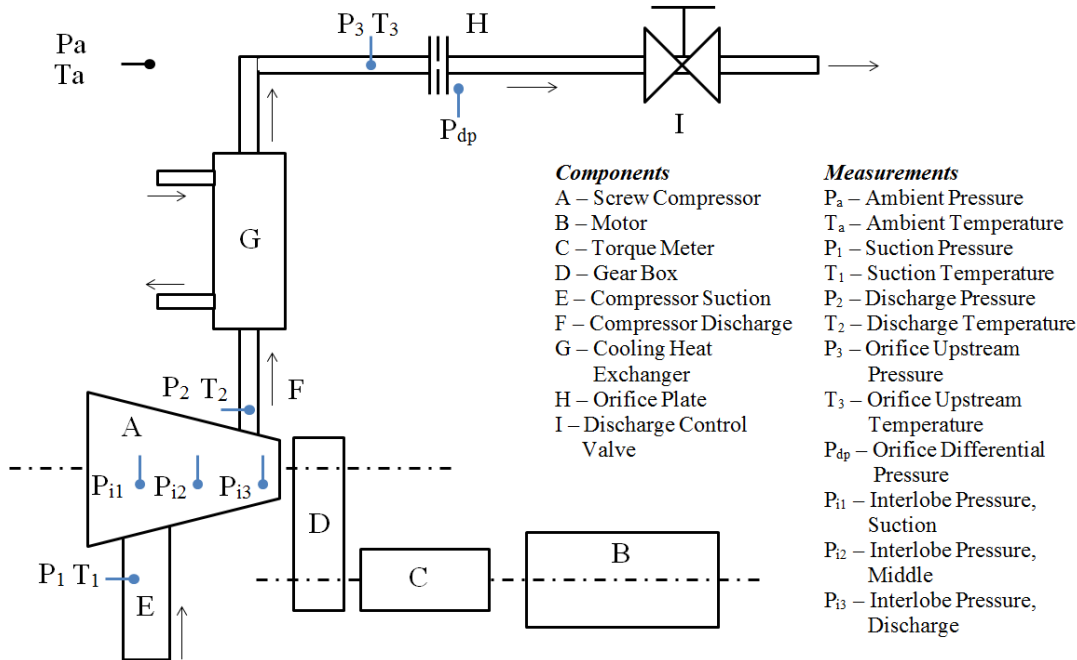 Pa
Ta
P3 T3
H
Pdp
I
G
P2 T2
F
A
Pi1 Pi2 Pi3
D
B
C
P1 T1
E
Components
A – Screw Compressor
B – Motor
C – Torque Meter
D – Gear Box
E – Compressor Suction
F – Compressor Discharge
G – Cooling Heat
Exchanger
H – Orifice Plate
I – Discharge Control
Valve
Measurements
Pa – Ambient Pressure
Ta – Ambient Temperature
P1 – Suction Pressure
T1 – Suction Temperature
P2 – Discharge Pressure
T2 – Discharge Temperature
P3 – Orifice Upstream
Pressure
T3 – Orifice Upstream
Temperature
Pdp – Orifice Differential
Pressure
Pi1 – Interlobe Pressure,
Suction
Pi2 – Interlobe Pressure,
Middle
Pi3 – Interlobe Pressure,
Discharge